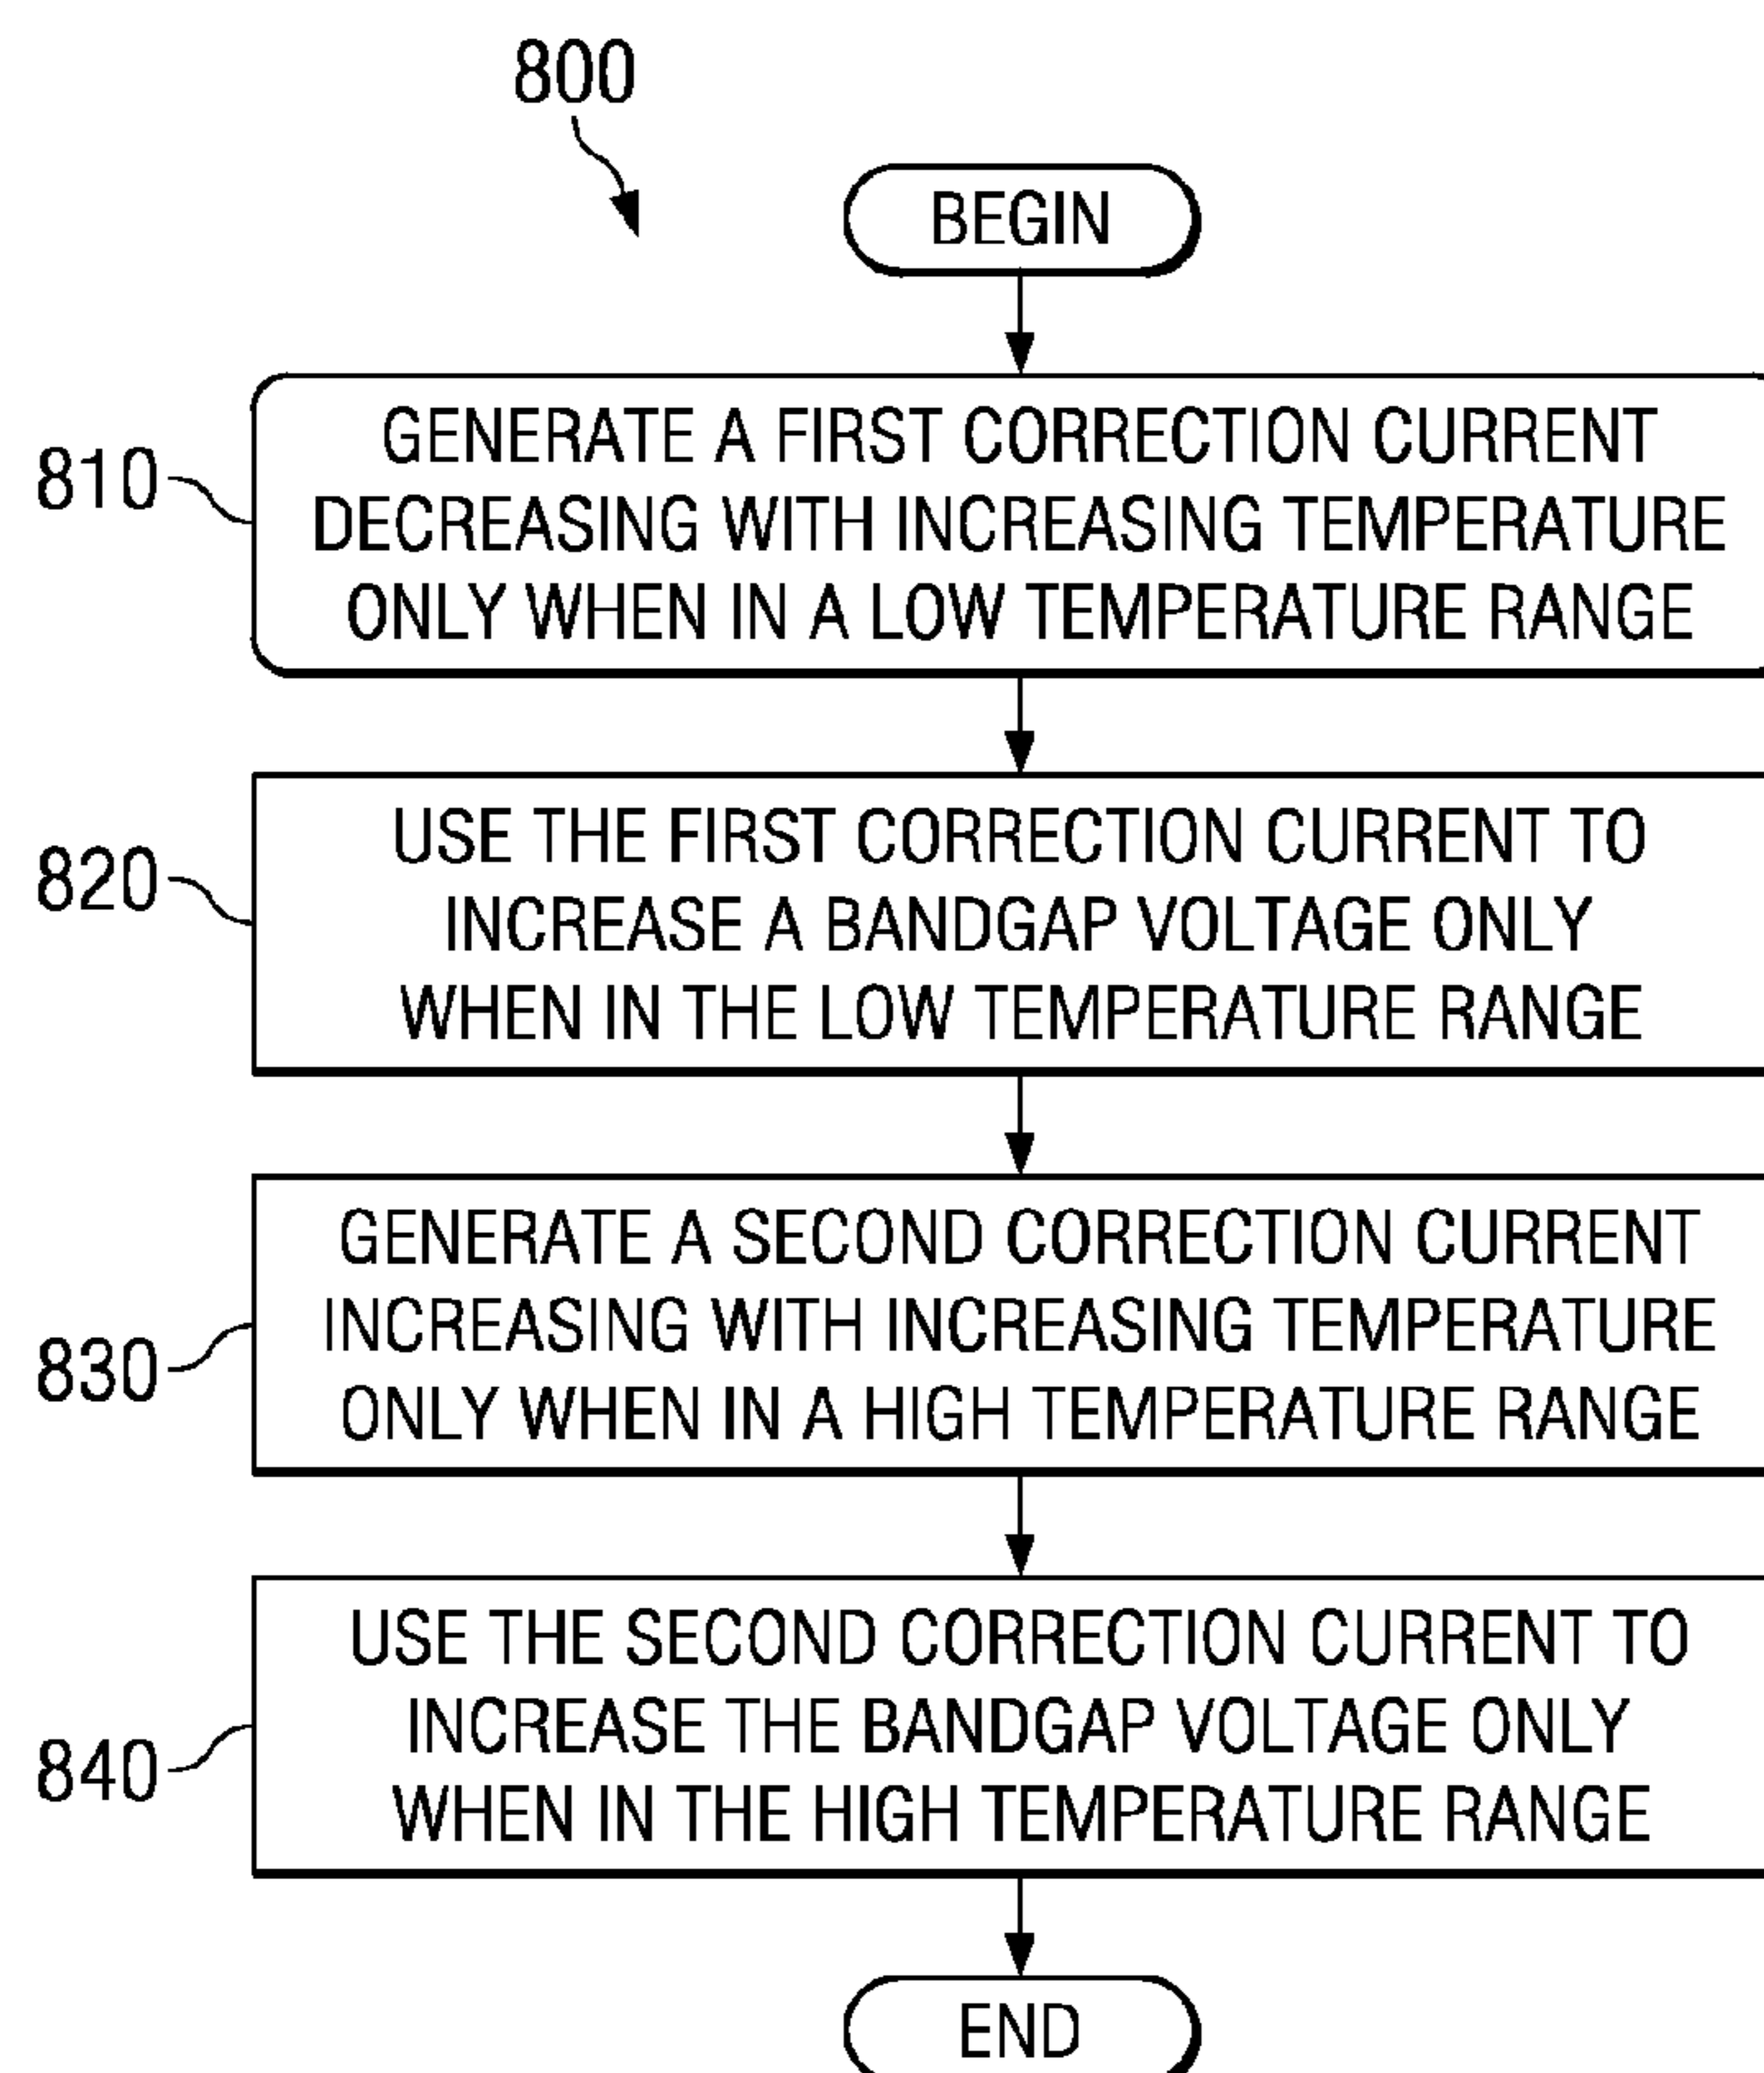 800
BEGIN
810
GENERATE A FIRST CORRECTION CURRENT
DECREASING WITH INCREASING TEMPERATURE
ONLY WHEN IN A LOW TEMPERATURE RANGE
820
USE THE FIRST CORRECTION CURRENT TO
INCREASE A BANDGAP VOLTAGE ONLY
WHEN IN THE LOW TEMPERATURE RANGE
830
GENERATE A SECOND CORRECTION CURRENT
INCREASING WITH INCREASING TEMPERATURE
ONLY WHEN IN A HIGH TEMPERATURE RANGE
840
USE THE SECOND CORRECTION CURRENT TO
INCREASE THE BANDGAP VOLTAGE ONLY
WHEN IN THE HIGH TEMPERATURE RANGE
END